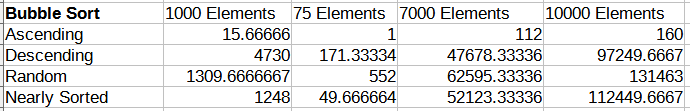 Bubble Sort 1000 Elements 75 Elements 7000 Elements 10000 Elements
Ascending 15.66666 1 112 160
Descending 4730 171.33334 47678.33336 97249.6667
Random 1309.6666667 552 62595.33336 131463
Nearly Sorted 1248 49.666664 52123.33336 112449.6667